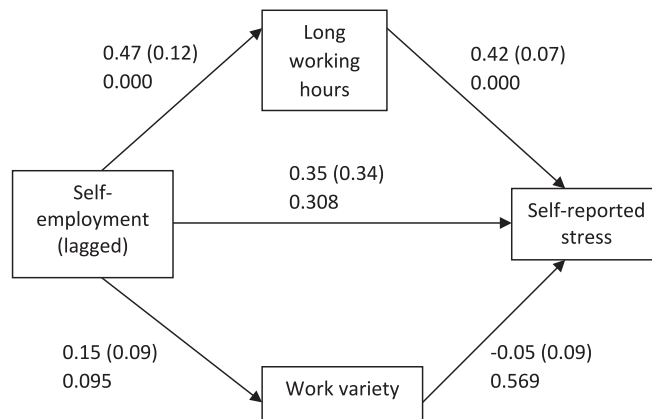 Long
working
hours
0.47 (0.12)
0.000
0.42 (0.07)
0.000
Self-
employment
(lagged)
0.35 (0.34)
0.308
Self-reported
stress
0.15 (0.09)
0.095
Work variety
-0.05 (0.09)
0.569